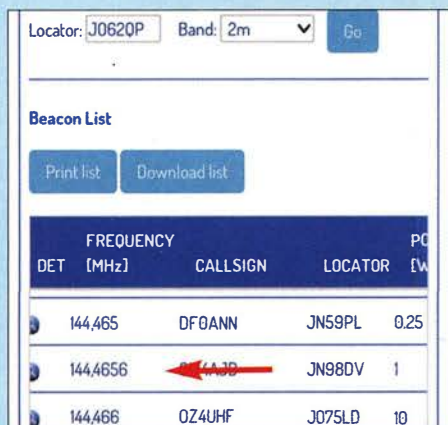 Locator: JO62QP Band: 2m Go
Beacon List
Print list Download list
FREQUENCY PO
DET [MHz] CALLSIGN LOCATOR [W
144,465 DF0ANN JN59PL 0.25
144,4656 JN98DV 1
144,466 OZ4UHF JO75LD 10